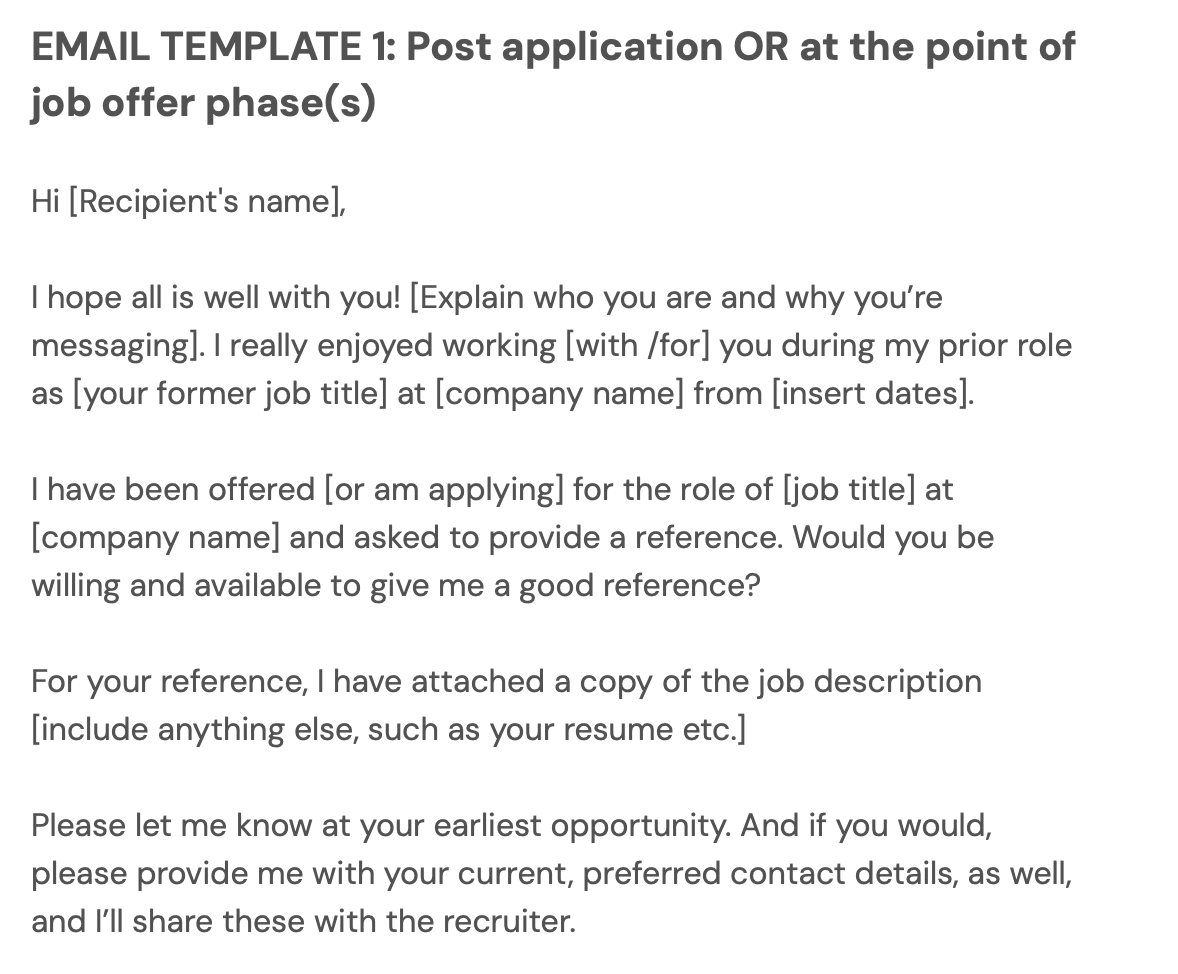 EMAIL TEMPLATE 1: Post application OR at the point of
job offer phase(s)
Hi [Recipient's name],
I hope all is well with you! [Explain who you are and why you’re
messaging]. I really enjoyed working [with /for] you during my prior role
as [your former job title] at [company name] from [insert dates].
I have been offered [or am applying] for the role of [job title] at
[company name] and asked to provide a reference. Would you be
willing and available to give me a good reference?
For your reference, I have attached a copy of the job description
[include anything else, such as your resume etc.]
Please let me know at your earliest opportunity. And if you would,
please provide me with your current, preferred contact details, as well,
and I’ll share these with the recruiter.